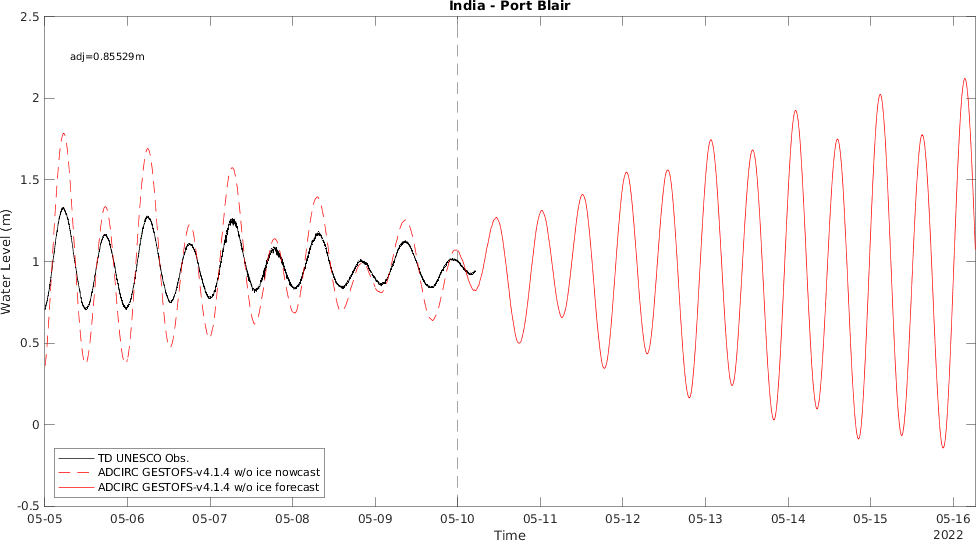 India - Port Blair
adj=0.85529m
Water Level (m)
2.5
2
1.5
1
0.5
0
-0.5
TD UNESCO Obs.
ADCIRC GESTOFS-v4.1.4 w/o ice nowcast
ADCIRC GESTOFS-v4.1.4 w/o ice forecast
05-05 05-06 05-07 05-08 05-09 05-10 05-11 05-12 05-13 05-14 05-15 05-16
Time
2022